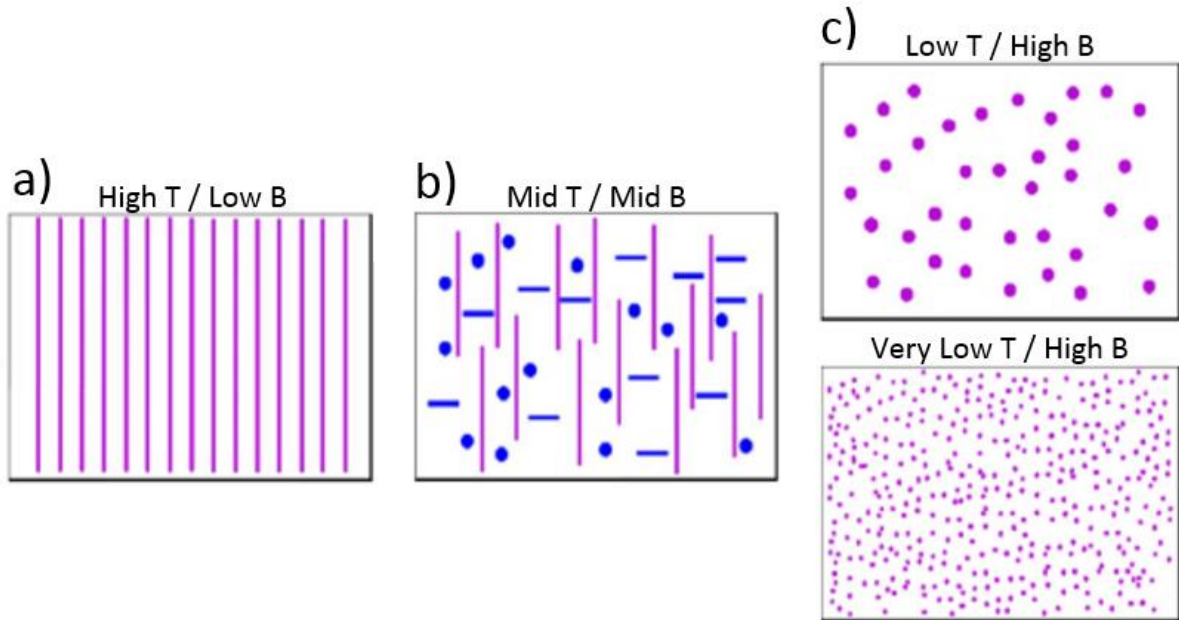 a)
High T / Low B
b)
Mid T / Mid B
c)
Low T / High B
Very Low T / High B